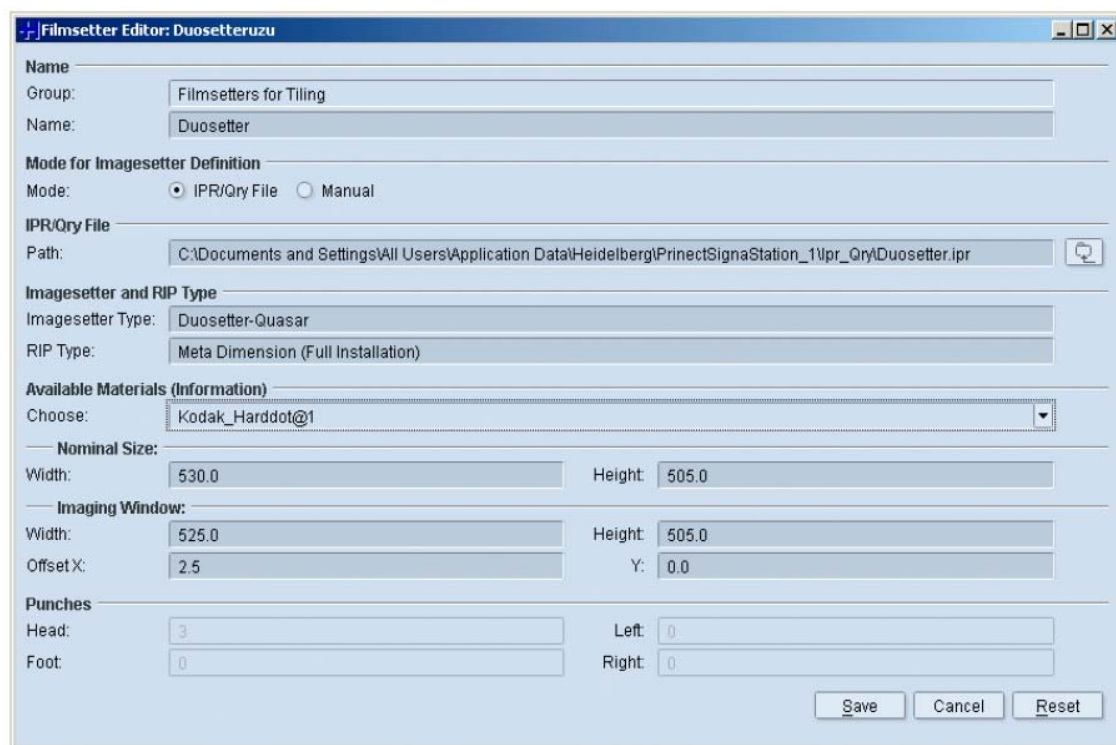 Filmsetter Editor: Duosetteruzu
Name
Group: Filmsetters for Tiling
Name: Duosetter
Mode for Imagesetter Definition
Mode: IPR/Qry File Manual
IPR/Qry File
Path: C:\Documents and Settings\All Users\Application Data\Heidelberg\PrinectSignaStation_1\Ipr_Qry\Duosetter.ipr
Imagesetter and RIP Type
Imagesetter Type: Duosetter-Quasar
RIP Type: Meta Dimension (Full Installation)
Available Materials (Information)
Choose: Kodak_Harddot@1
Nominal Size:
Width: 530.0 Height: 505.0
Imaging Window:
Width: 525.0 Height: 505.0
Offset X: 2.5 Y: 0.0
Punches
Head: 3 Left: 0
Foot: 0 Right: 0
Save Cancel Reset